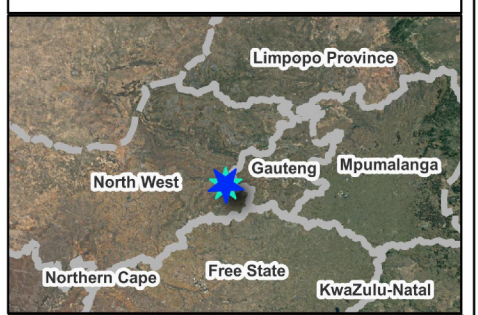 Limpopo Province
Gauteng
Mpumalanga
North West
Free State
Northern Cape
KwaZulu-Natal